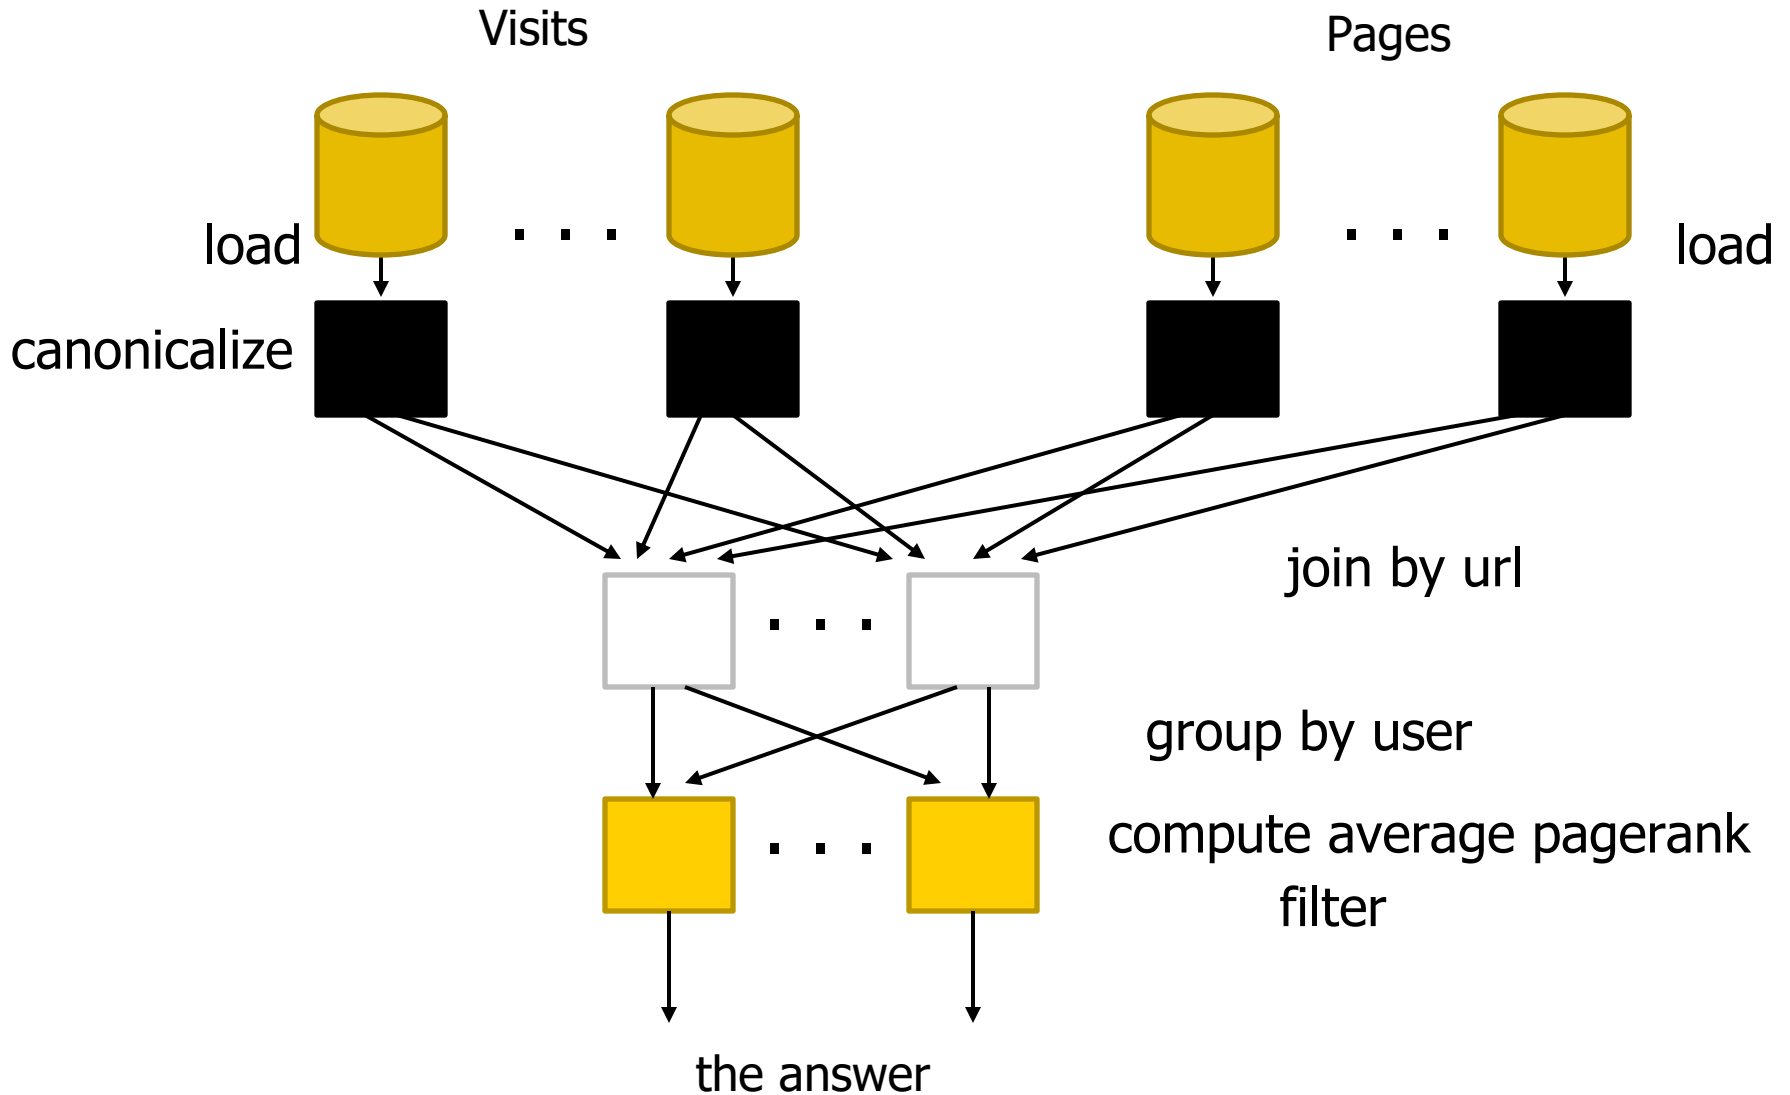 Visits
Pages
load
load
canonicalize
join by url
group by user
compute average pagerank
filter
the answer